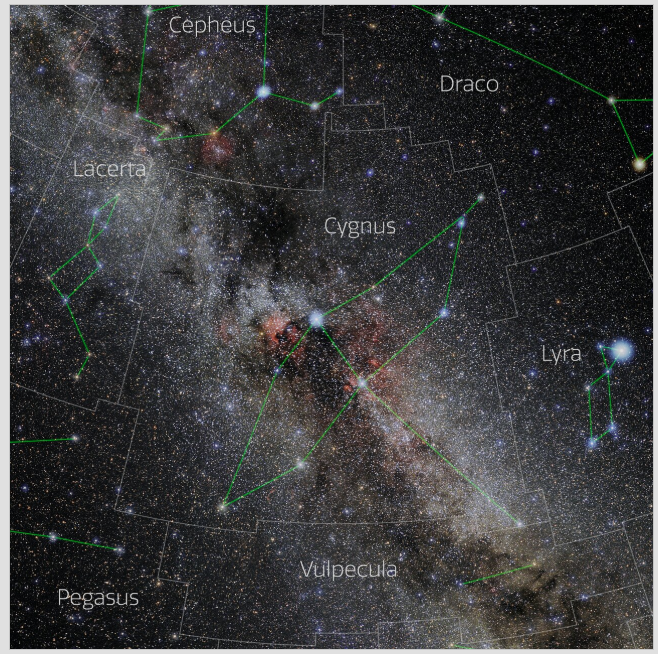 Cepheus
Draco
Lacerta
Cygnus
Lyra
Vulpecula
Pegasus